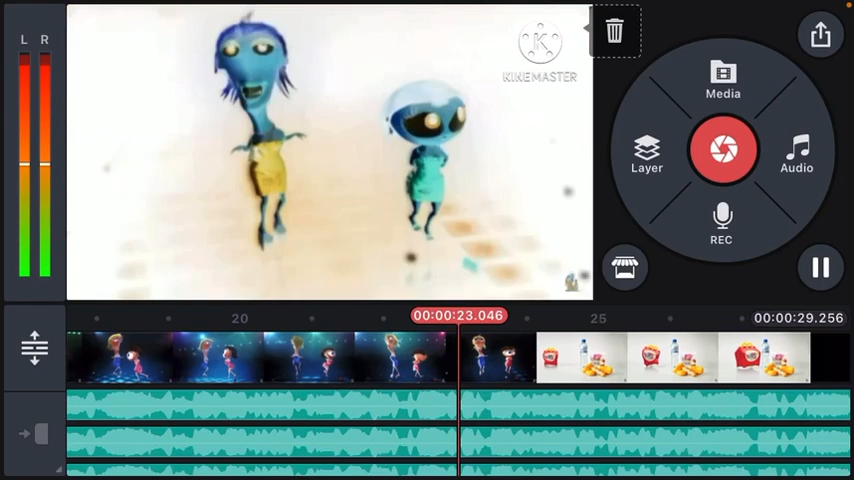 L R
KINEMASTER
Media
Layer
Audio
REC
20
00:00:23.046
25
00:00:29.256